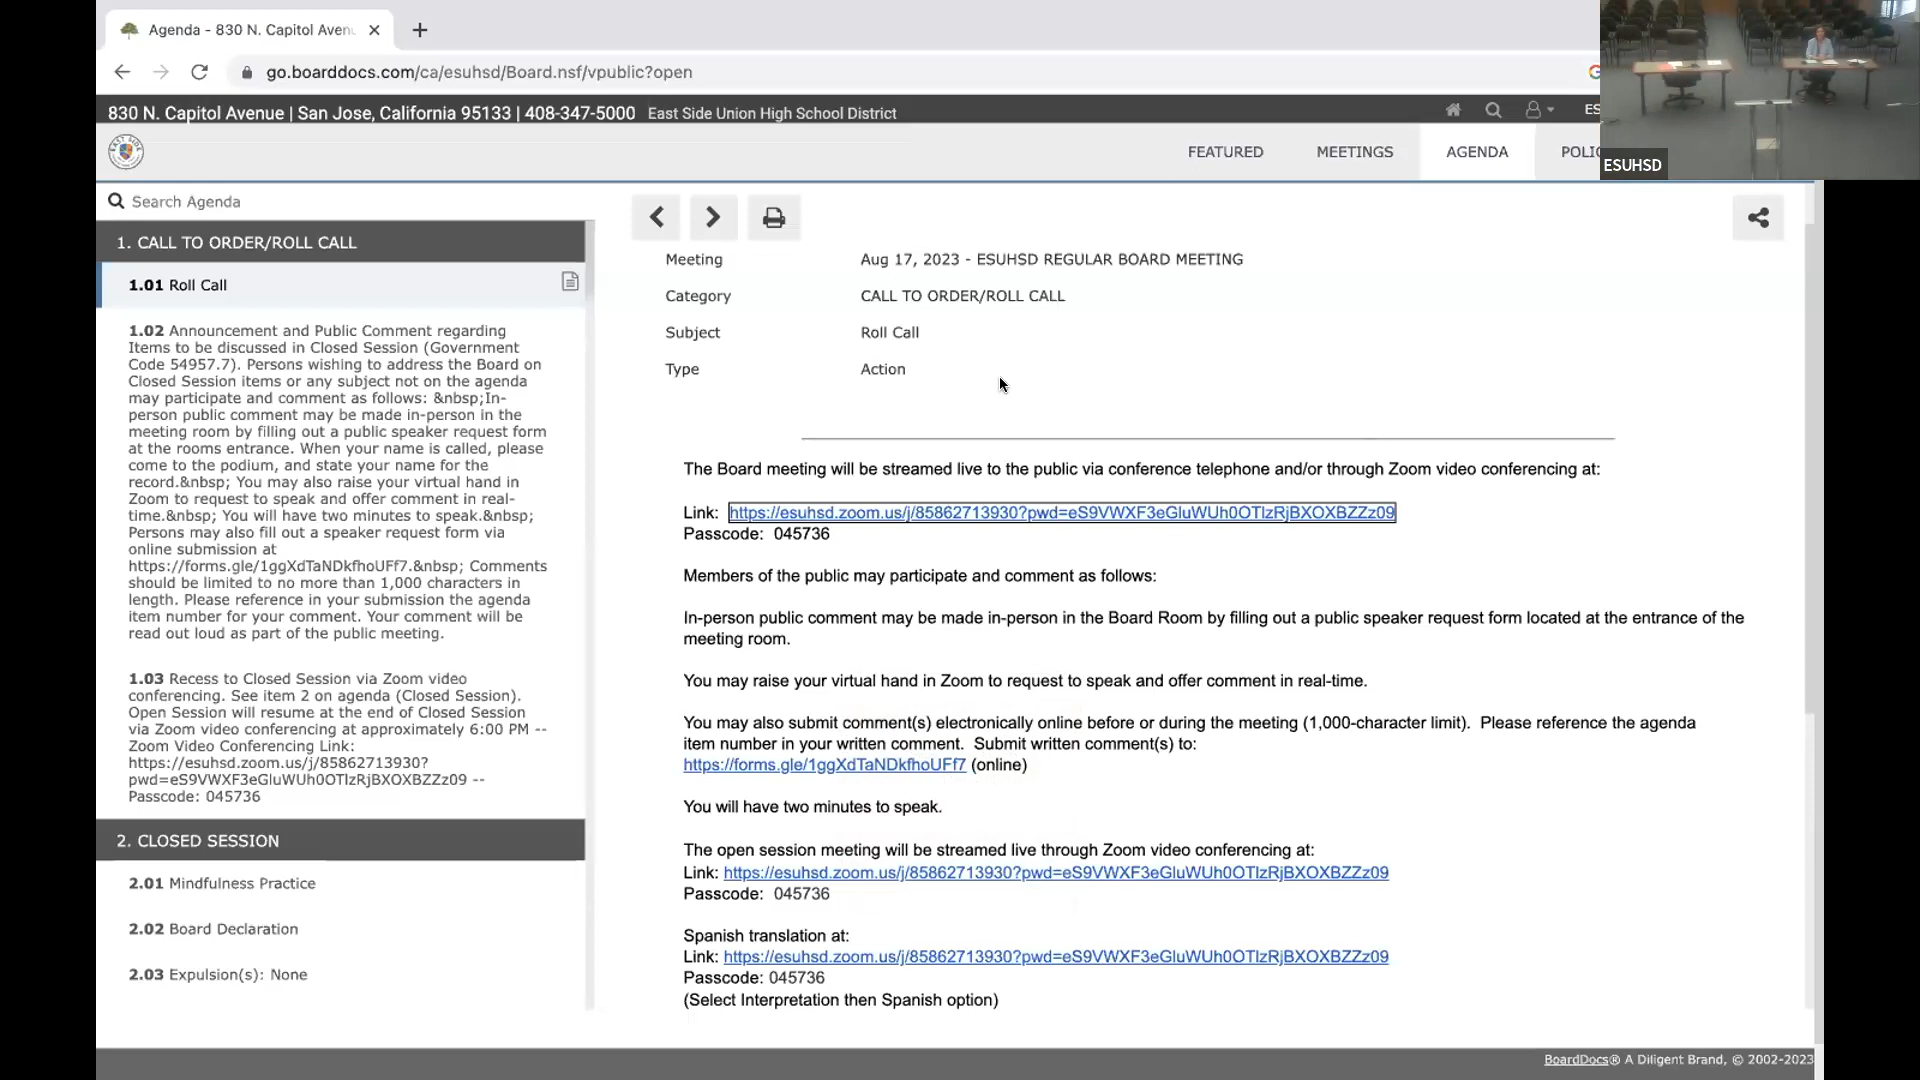 Agenda - 830 N. Capitol Aven
go.boarddocs.com/ca/esuhsd/Board.nsf/vpublic?open
830 N. Capitol Avenue | San Jose, California 95133 | 408-347-5000 East Side Union High School District
ES
FEATURED MEETINGS AGENDA POLIC
ESUHSD
Search Agenda
1. CALL TO ORDER/ROLL CALL
1.01 Roll Call
1.02 Announcement and Public Comment regarding
Items to be discussed in Closed Session (Government
Code 54957.7). Persons wishing to address the Board on
Closed Session items or any subject not on the agenda
may participate and comment as follows: &nbsp;In-
person public comment may be made in-person in the
meeting room by filling out a public speaker request form
at the rooms entrance. When your name is called, please
come to the podium, and state your name for the
record.&nbsp; You may also raise your virtual hand in
Zoom to request to speak and offer comment in real-
time.&nbsp; You will have two minutes to speak.&nbsp;
Persons may also fill out a speaker request form via
online submission at
https://forms.gle/1ggXdTaNDkfhoUFf7.&nbsp; Comments
should be limited to no more than 1,000 characters in
length. Please reference in your submission the agenda
item number for your comment. Your comment will be
read out loud as part of the public meeting.
1.03 Recess to Closed Session via Zoom video
conferencing. See item 2 on agenda (Closed Session).
Open Session will resume at the end of Closed Session
via Zoom video conferencing at approximately 6:00 PM --
Zoom Video Conferencing Link:
https://esuhsd.zoom.us/j/85862713930?
pwd=eS9VWXF3eGluWUh0OTlzRjBXOXBZZz09 --
Passcode: 045736
2. CLOSED SESSION
2.01 Mindfulness Practice
2.02 Board Declaration
2.03 Expulsion(s): None
Meeting Aug 17, 2023 - ESUHSD REGULAR BOARD MEETING
Category CALL TO ORDER/ROLL CALL
Subject Roll Call
Type Action
The Board meeting will be streamed live to the public via conference telephone and/or through Zoom video conferencing at:
Link: https://esuhsd.zoom.us/j/85862713930?pwd=eS9VWXF3eGluWUh0OTlzRjBXOXBZZz09
Passcode: 045736
Members of the public may participate and comment as follows:
In-person public comment may be made in-person in the Board Room by filling out a public speaker request form located at the entrance of the
meeting room.
You may raise your virtual hand in Zoom to request to speak and offer comment in real-time.
You may also submit comment(s) electronically online before or during the meeting (1,000-character limit). Please reference the agenda
item number in your written comment. Submit written comment(s) to:
https://forms.gle/1ggXdTaNDkfhoUFf7 (online)
You will have two minutes to speak.
The open session meeting will be streamed live through Zoom video conferencing at:
Link: https://esuhsd.zoom.us/j/85862713930?pwd=eS9VWXF3eGluWUh0OTlzRjBXOXBZZz09
Passcode: 045736
Spanish translation at:
Link: https://esuhsd.zoom.us/j/85862713930?pwd=eS9VWXF3eGluWUh0OTlzRjBXOXBZZz09
Passcode: 045736
(Select Interpretation then Spanish option)
BoardDocs® A Diligent Brand, © 2002-2023